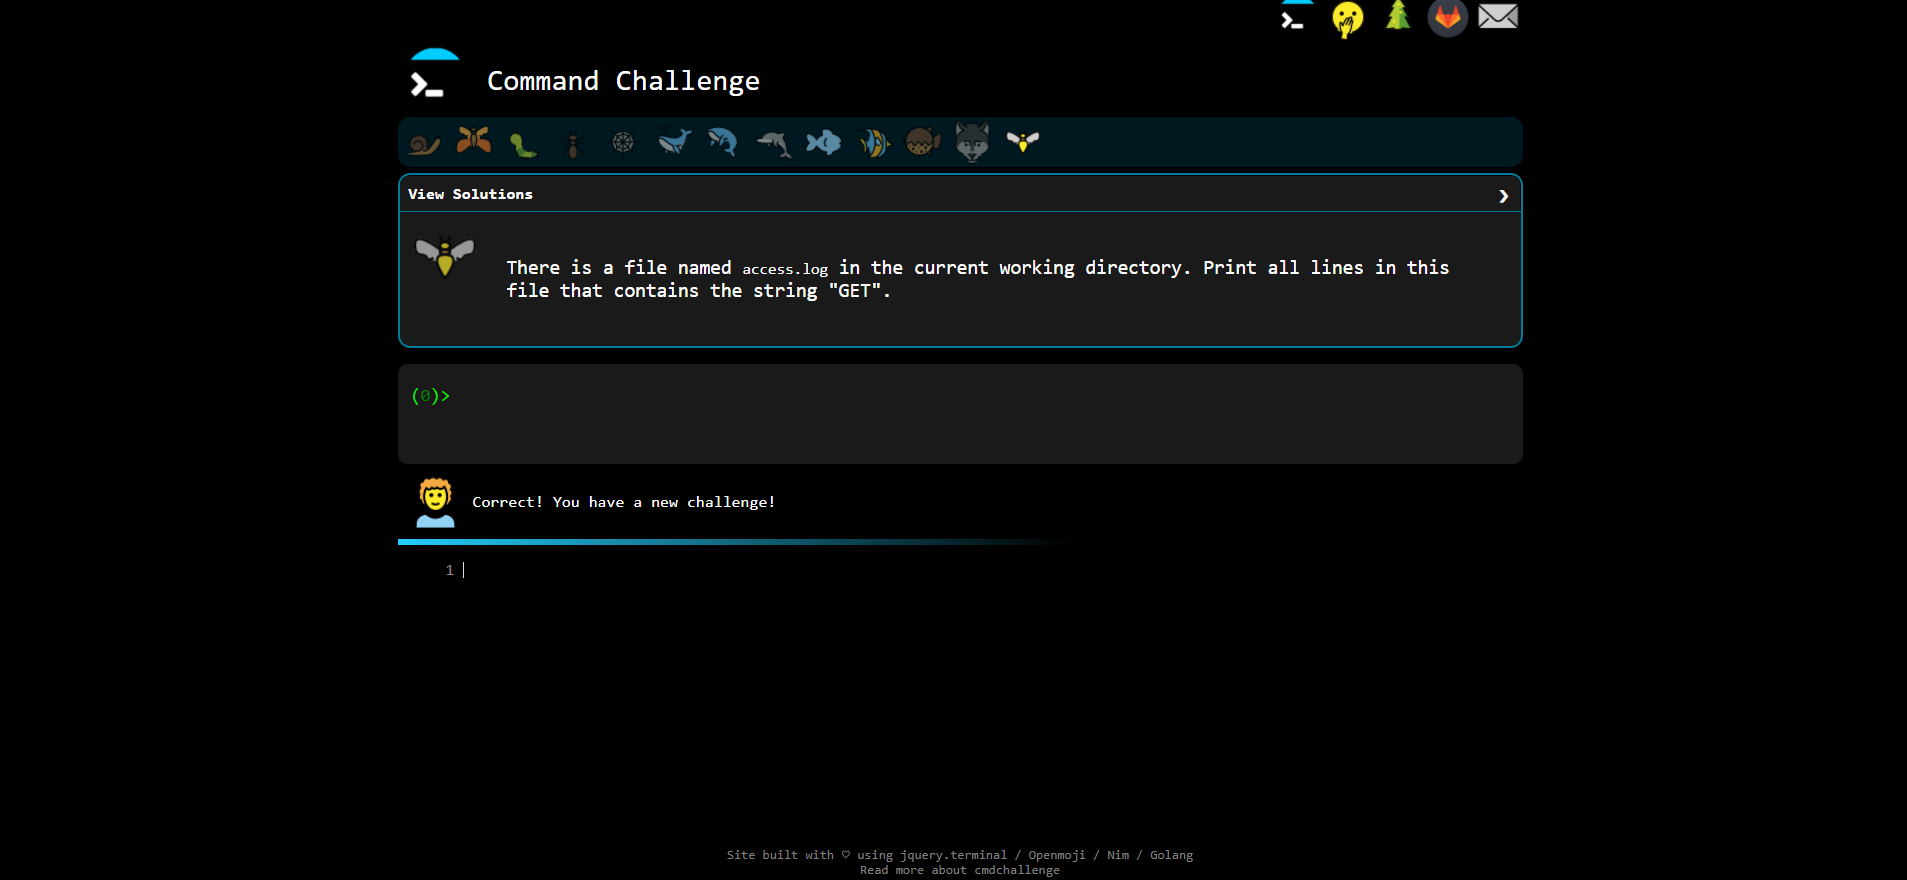 Command Challenge
View Solutions
❯
There is a file named access.log in the current working directory. Print all lines in this
file that contains the string "GET".
(0)>
Correct! You have a new challenge!
1
Site built with ♡ using jquery.terminal / Openmoji / Nim / Golang
Read more about cmdchallenge